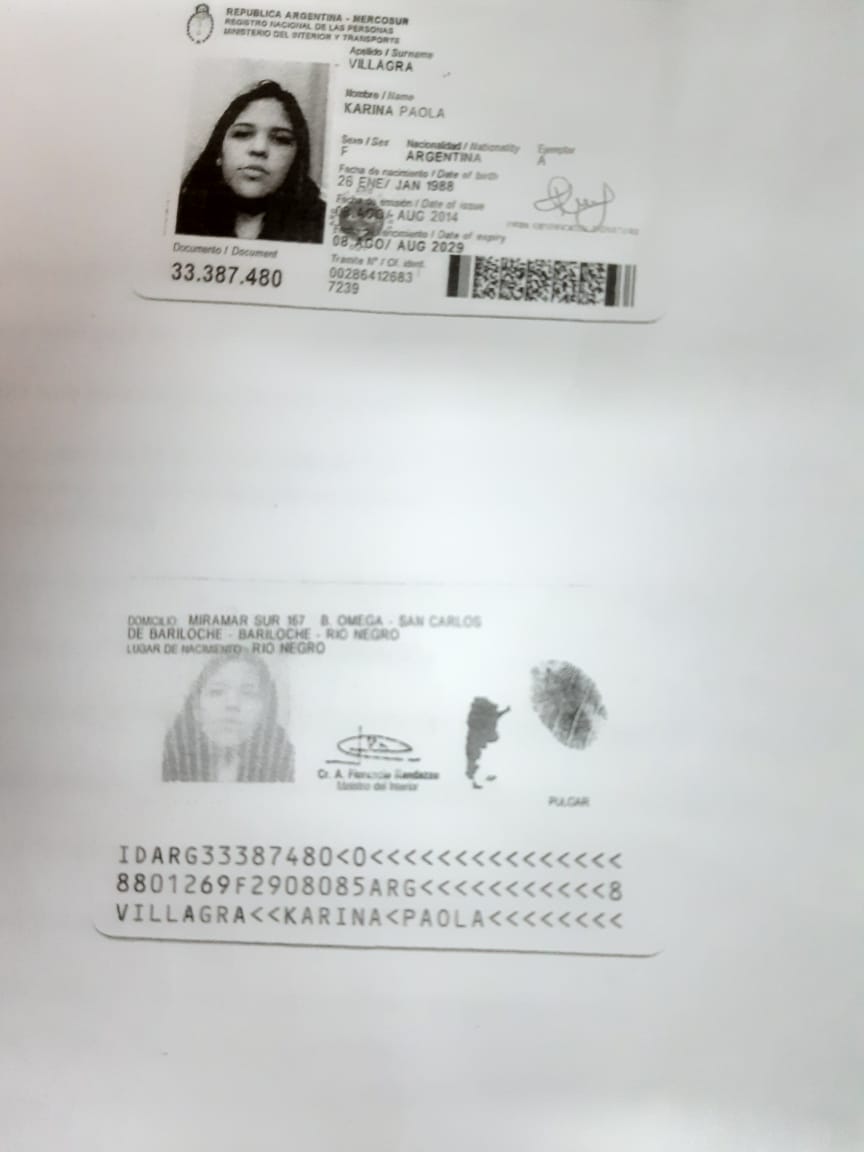 REPUBLICA ARGENTINA - MERCOSUR
REGISTRO NACIONAL DE LAS PERSONAS
MINISTERIO DEL INTERIOR Y TRANSPORTE
Apellido / Surname
VILLAGRA
Nombre / Name
KARINA PAOLA
Sexo / Sex Nacionalidad / Nationality Ejemplar
F ARGENTINA A
Fecha de nacimiento / Date of birth
26 ENE/ JAN 1988
Fecha de emisión / Date of issue
08 AGO/ AUG 2014
Fecha de vencimiento / Date of expiry
08 AGO/ AUG 2029
Documento / Document
33.387.480
Tramite N° / Of. ident.
00286412683
7239
DOMICILIO: MIRAMAR SUR 167 B. OMEGA - SAN CARLOS
DE BARILOCHE - BARILOCHE - RIO NEGRO
LUGAR DE NACIMIENTO: RIO NEGRO
Cr. A. Florencio Randazzo
Ministro del Interior
PULGAR
IDARG33387480<0<<<<<<<<<<<<<<<
8801269F2908085ARG<<<<<<<<<<<8
VILLAGRA<<KARINA<PAOLA<<<<<<<<